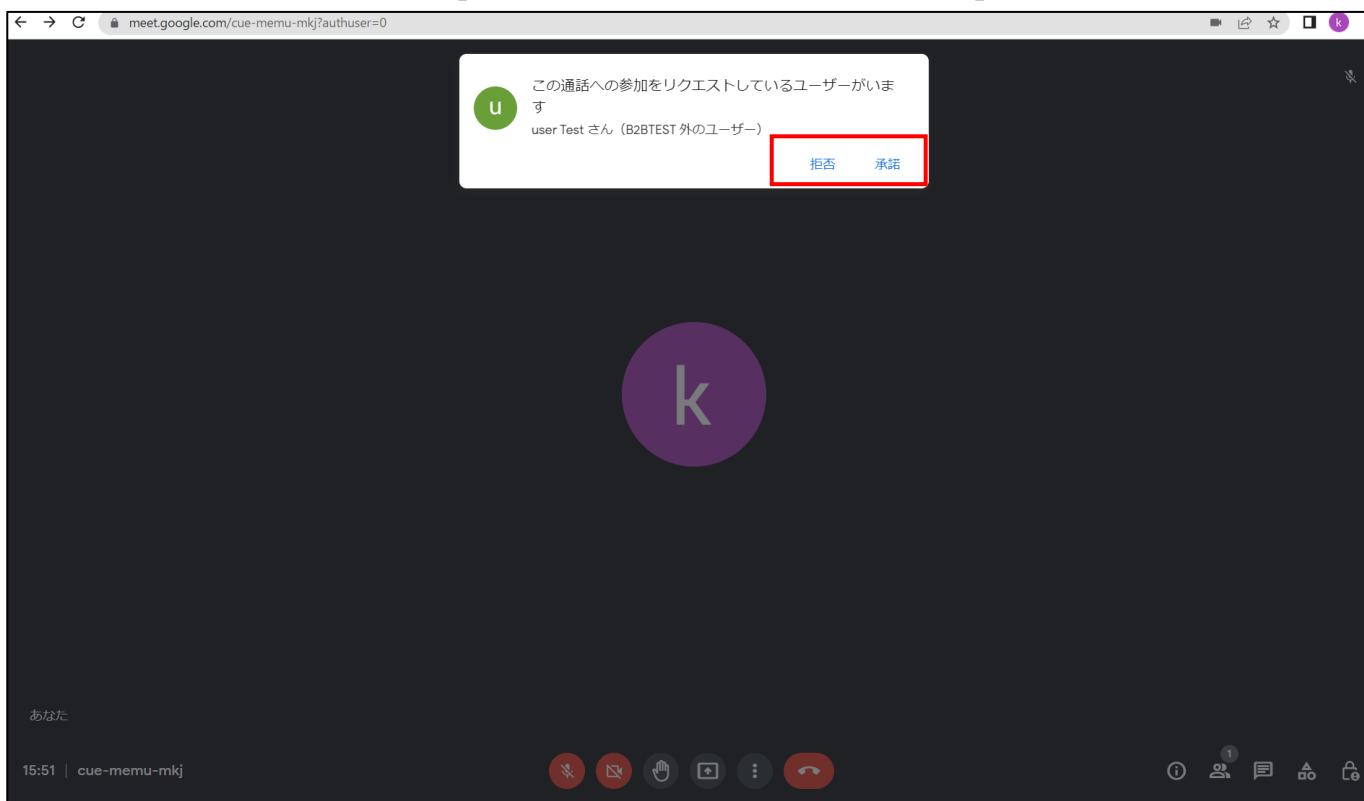 meet.google.com/cue-memu-mkj?authuser=0
k
この通話への参加をリクエストしているユーザーがいま
す
u
user Test さん（B2BTEST 外のユーザー）
拒否 承諾
k
あなた
15:51 | cue-memu-mkj
1